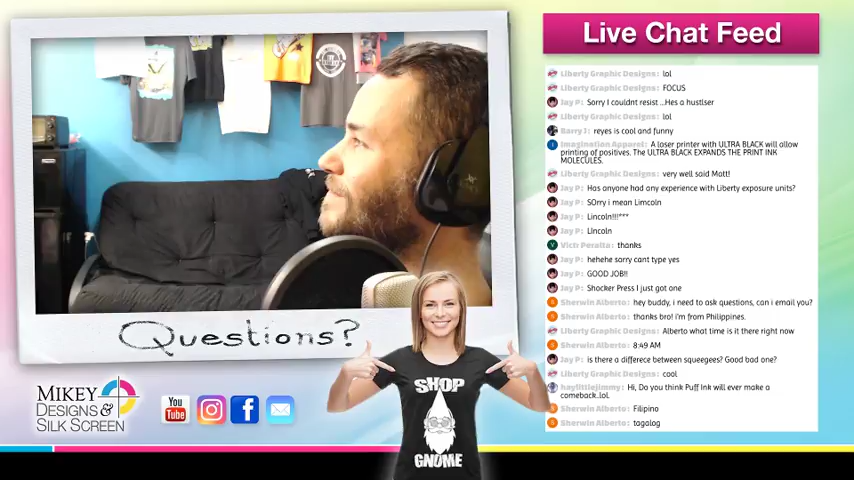 Live Chat Feed
Liberty Graphic Designs: lol
Liberty Graphic Designs: FOCUS
Jay P: Sorry I couldnt resist ..Hes a hustlser
Liberty Graphic Designs: lol
Barry J: reyes is cool and funny
Imagination Apparel: A laser printer with ULTRA BLACK will allow
printing of positives. The ULTRA BLACK EXPANDS THE PRINT INK
MOLECULES.
Liberty Graphic Designs: very well said Matt!
Jay P: Has anyone had any experience with Liberty exposure units?
Jay P: SOrry i mean Limcoln
Jay P: Lincoln!!!***
Jay P: LIncoln
Victi Peralta: thanks
Jay P: hehehe sorry cant type yes
Jay P: GOOD JOB!!
Jay P: Shocker Press I just got one
Sherwin Alberto: hey buddy, i need to ask questions, can i email you?
Sherwin Alberto: thanks bro! i'm from Philippines.
Liberty Graphic Designs: Alberto what time is it there right now
Sherwin Alberto: 8:49 AM
Jay P: is there a differece between squeegees? Good bad one?
Liberty Graphic Designs: cool
haylittlejimmy: Hi, Do you think Puff Ink will ever make a
comeback..lol.
Sherwin Alberto: Filipino
Sherwin Alberto: tagalog
Questions?
MIKEY
DESIGNS &
SILK SCREEN
You
Tube
SHOP
GNOME